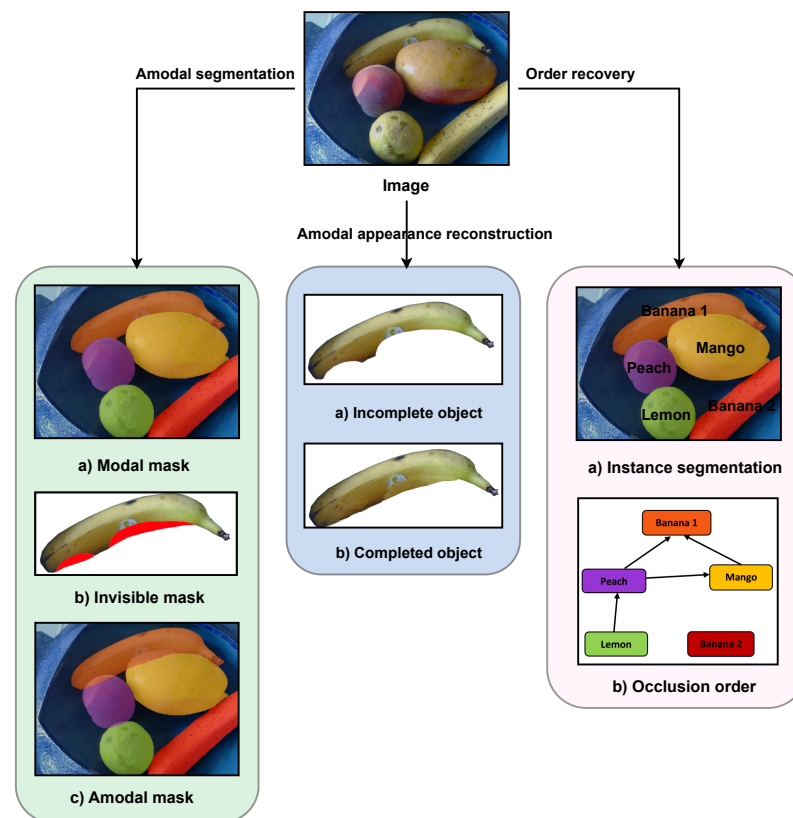 Amodal segmentation
Order recovery
Image
Amodal appearance reconstruction
a) Modal mask
b) Invisible mask
c) Amodal mask
a) Incomplete object
b) Completed object
Banana 1
Mango
Peach
Lemon
Banana 2
a) Instance segmentation
Banana 1
Peach
Mango
Lemon
Banana 2
b) Occlusion order